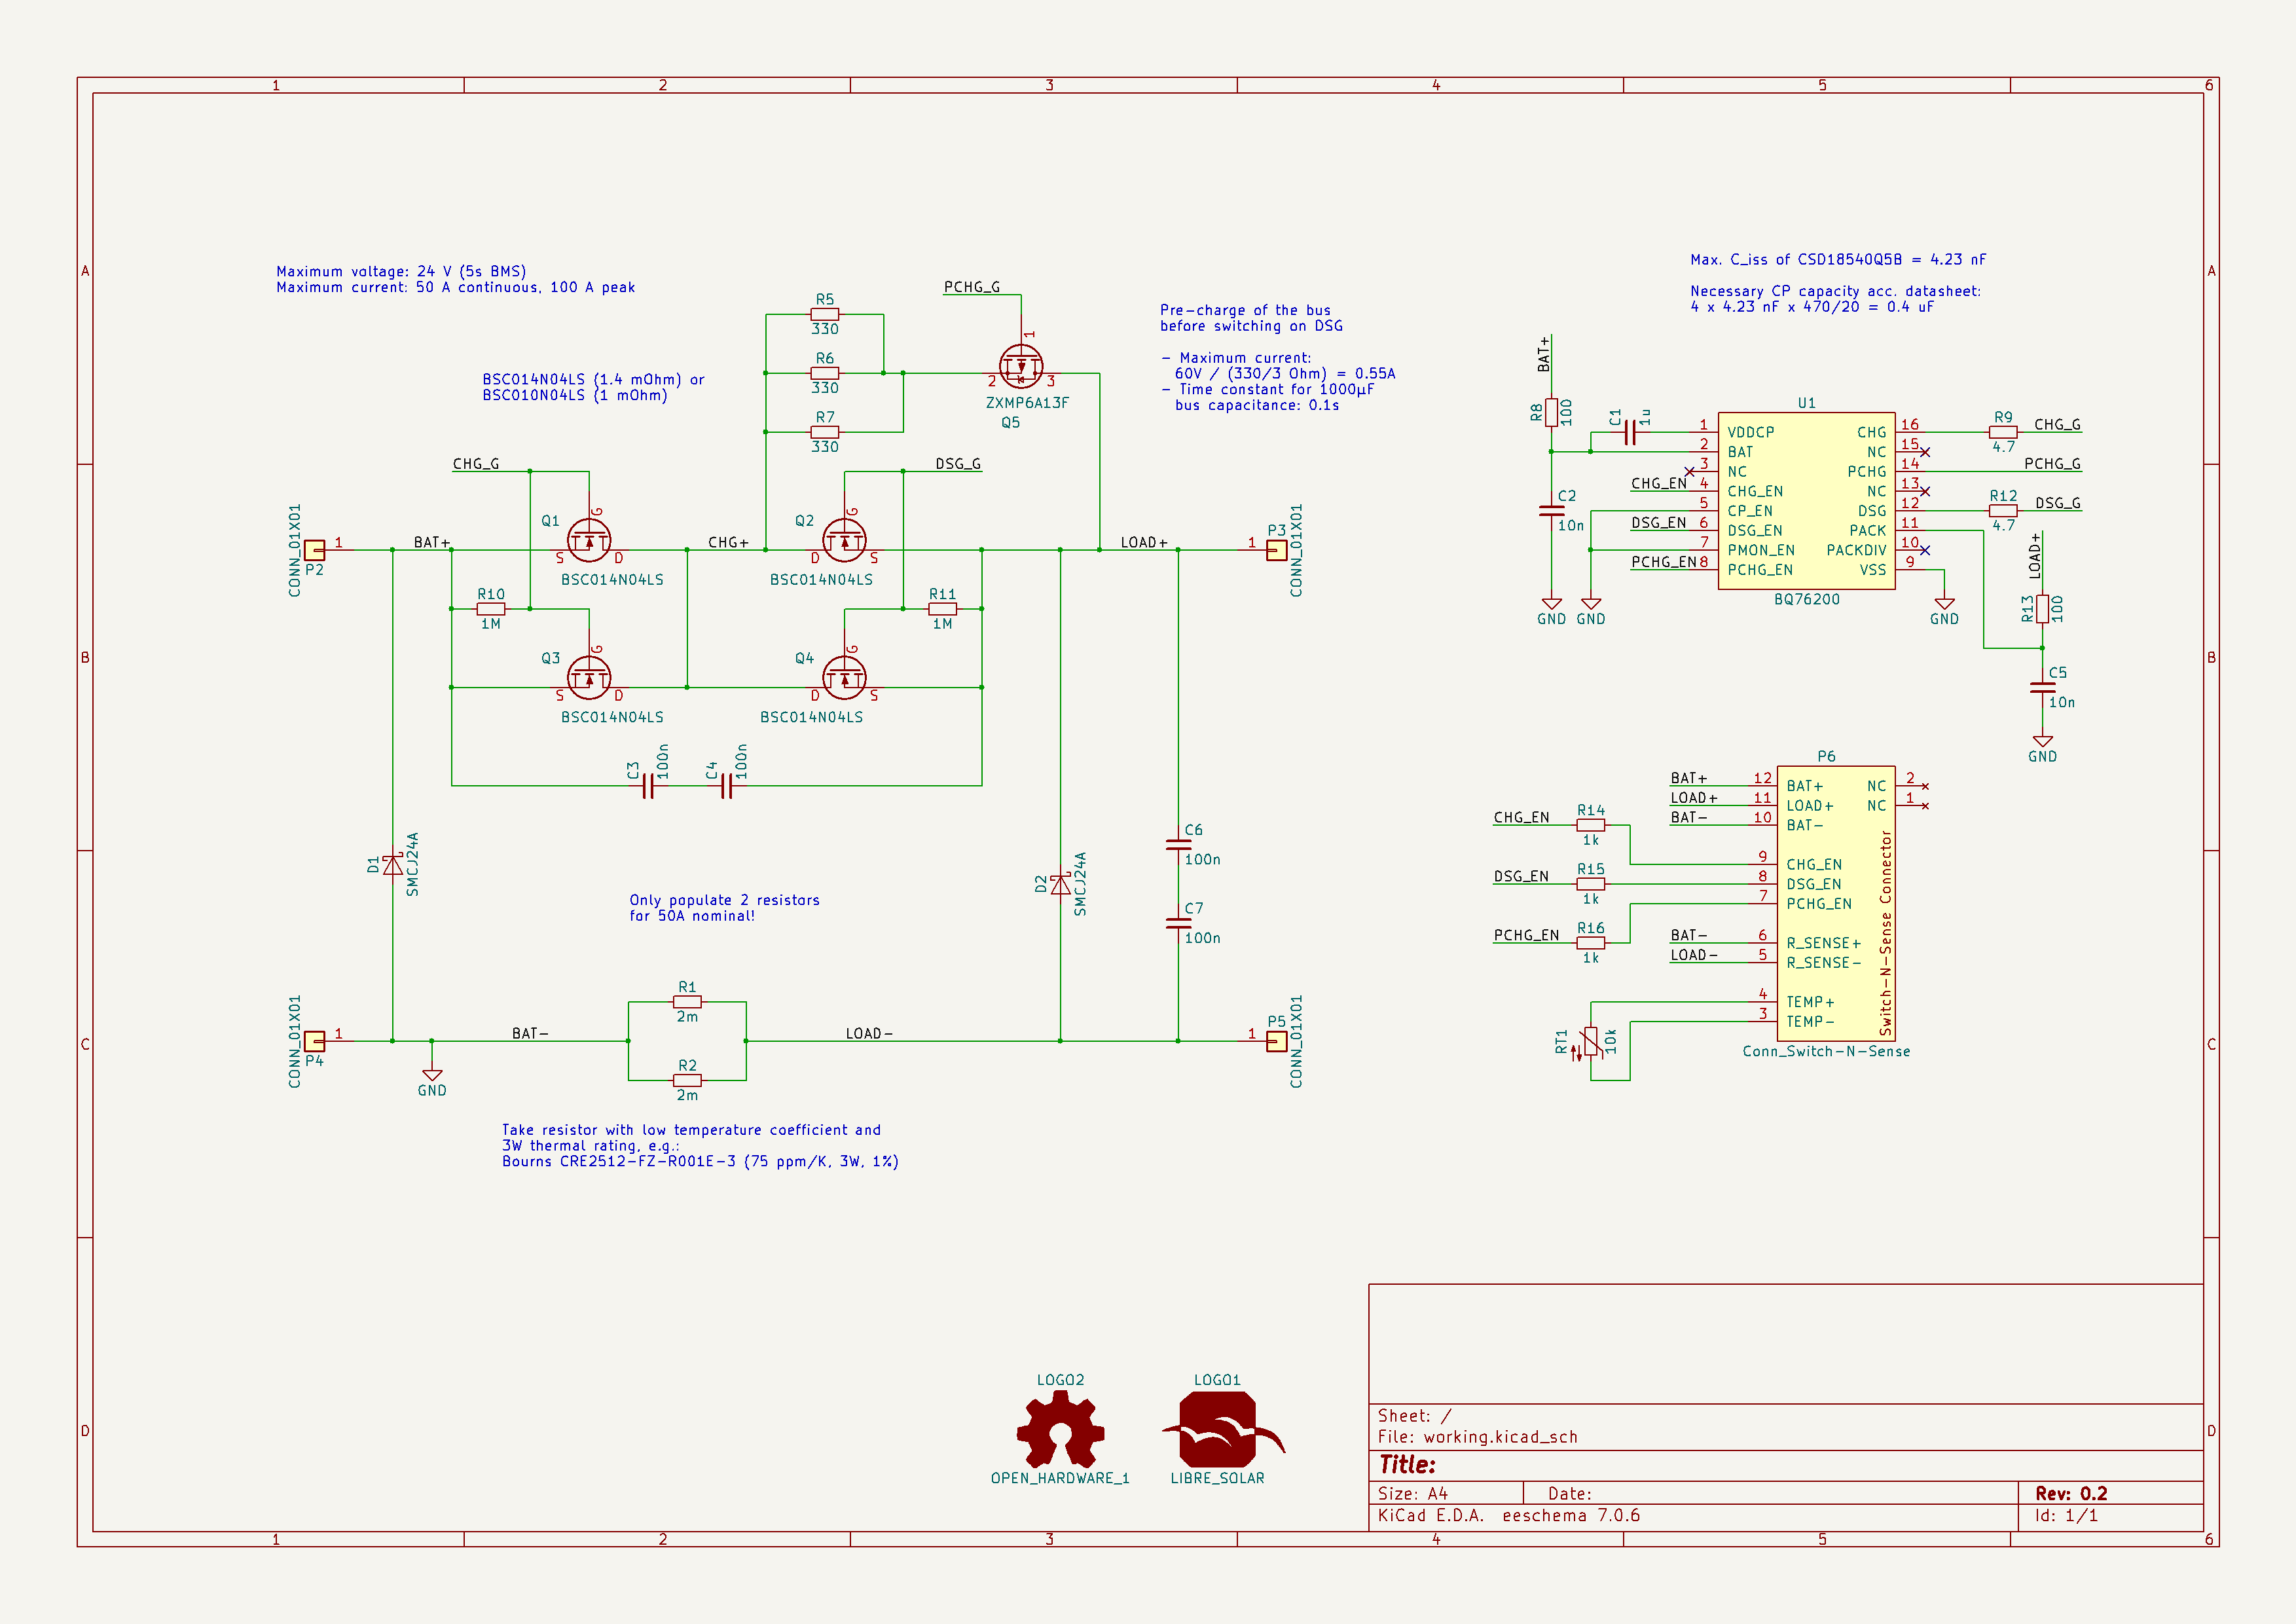 1 2 3 4 5 6
A
A
Maximum voltage: 24 V (5s BMS)
Maximum current: 50 A continuous, 100 A peak
BSC014N04LS (1.4 mOhm) or
BSC010N04LS (1 mOhm)
R5
330
R6
330
R7
330
PCHG_G
1
2
3
ZXMP6A13F
Q5
Pre-charge of the bus
before switching on DSG
- Maximum current:
60V / (330/3 Ohm) = 0.55A
- Time constant for 1000µF
bus capacitance: 0.1s
Max. C_iss of CSD18540Q5B = 4.23 nF
Necessary CP capacity acc. datasheet:
4 x 4.23 nF x 470/20 = 0.4 uF
CHG_G
DSG_G
CONN_01X01
P2
1
BAT+
Q1
G
S
D
BSC014N04LS
CHG+
Q2
G
D
S
BSC014N04LS
LOAD+
1
P3
CONN_01X01
R10
1M
R11
1M
Q3
G
S
D
BSC014N04LS
Q4
G
D
S
BSC014N04LS
C3
100n
C4
100n
D1
SMCJ24A
D2
SMCJ24A
C6
100n
C7
100n
Only populate 2 resistors
for 50A nominal!
CONN_01X01
P4
1
GND
BAT-
R1
2m
R2
2m
LOAD-
1
P5
CONN_01X01
Take resistor with low temperature coefficient and
3W thermal rating, e.g.:
Bourns CRE2512-FZ-R001E-3 (75 ppm/K, 3W, 1%)
BAT+
R8
100
C1
1u
C2
10n
GND
GND
U1
1 VDDCP
2 BAT
3 NC
CHG_EN 4 CHG_EN
5 CP_EN
DSG_EN 6 DSG_EN
7 PMON_EN
PCHG_EN 8 PCHG_EN
CHG 16
NC 15
PCHG 14
NC 13
DSG 12
PACK 11
PACKDIV 10
VSS 9
BQ76200
R9
4.7
CHG_G
PCHG_G
R12
4.7
DSG_G
LOAD+
R13
100
GND
C5
10n
GND
P6
BAT+ 12 BAT+
LOAD+ 11 LOAD+
BAT- 10 BAT-
9 CHG_EN
8 DSG_EN
7 PCHG_EN
BAT- 6 R_SENSE+
LOAD- 5 R_SENSE-
4 TEMP+
3 TEMP-
NC 2
NC 1
Switch-N-Sense Connector
Conn_Switch-N-Sense
CHG_EN
R14
1k
DSG_EN
R15
1k
PCHG_EN
R16
1k
RT1
10k
B
B
C
C
D
D
LOGO2
OPEN_HARDWARE_1
LOGO1
LIBRE_SOLAR
Sheet: /
File: working.kicad_sch
Title:
Size: A4
Date:
Rev: 0.2
KiCad E.D.A. eeschema 7.0.6
Id: 1/1
1 2 3 4 5 6